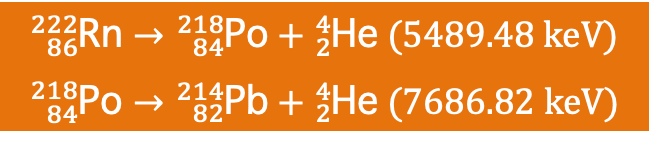 ²²²₈₆Rn → ²¹⁸₈₄Po + ⁴₂He (5489.48 keV)
²¹⁸₈₄Po → ²¹⁴₈₂Pb + ⁴₂He (7686.82 keV)